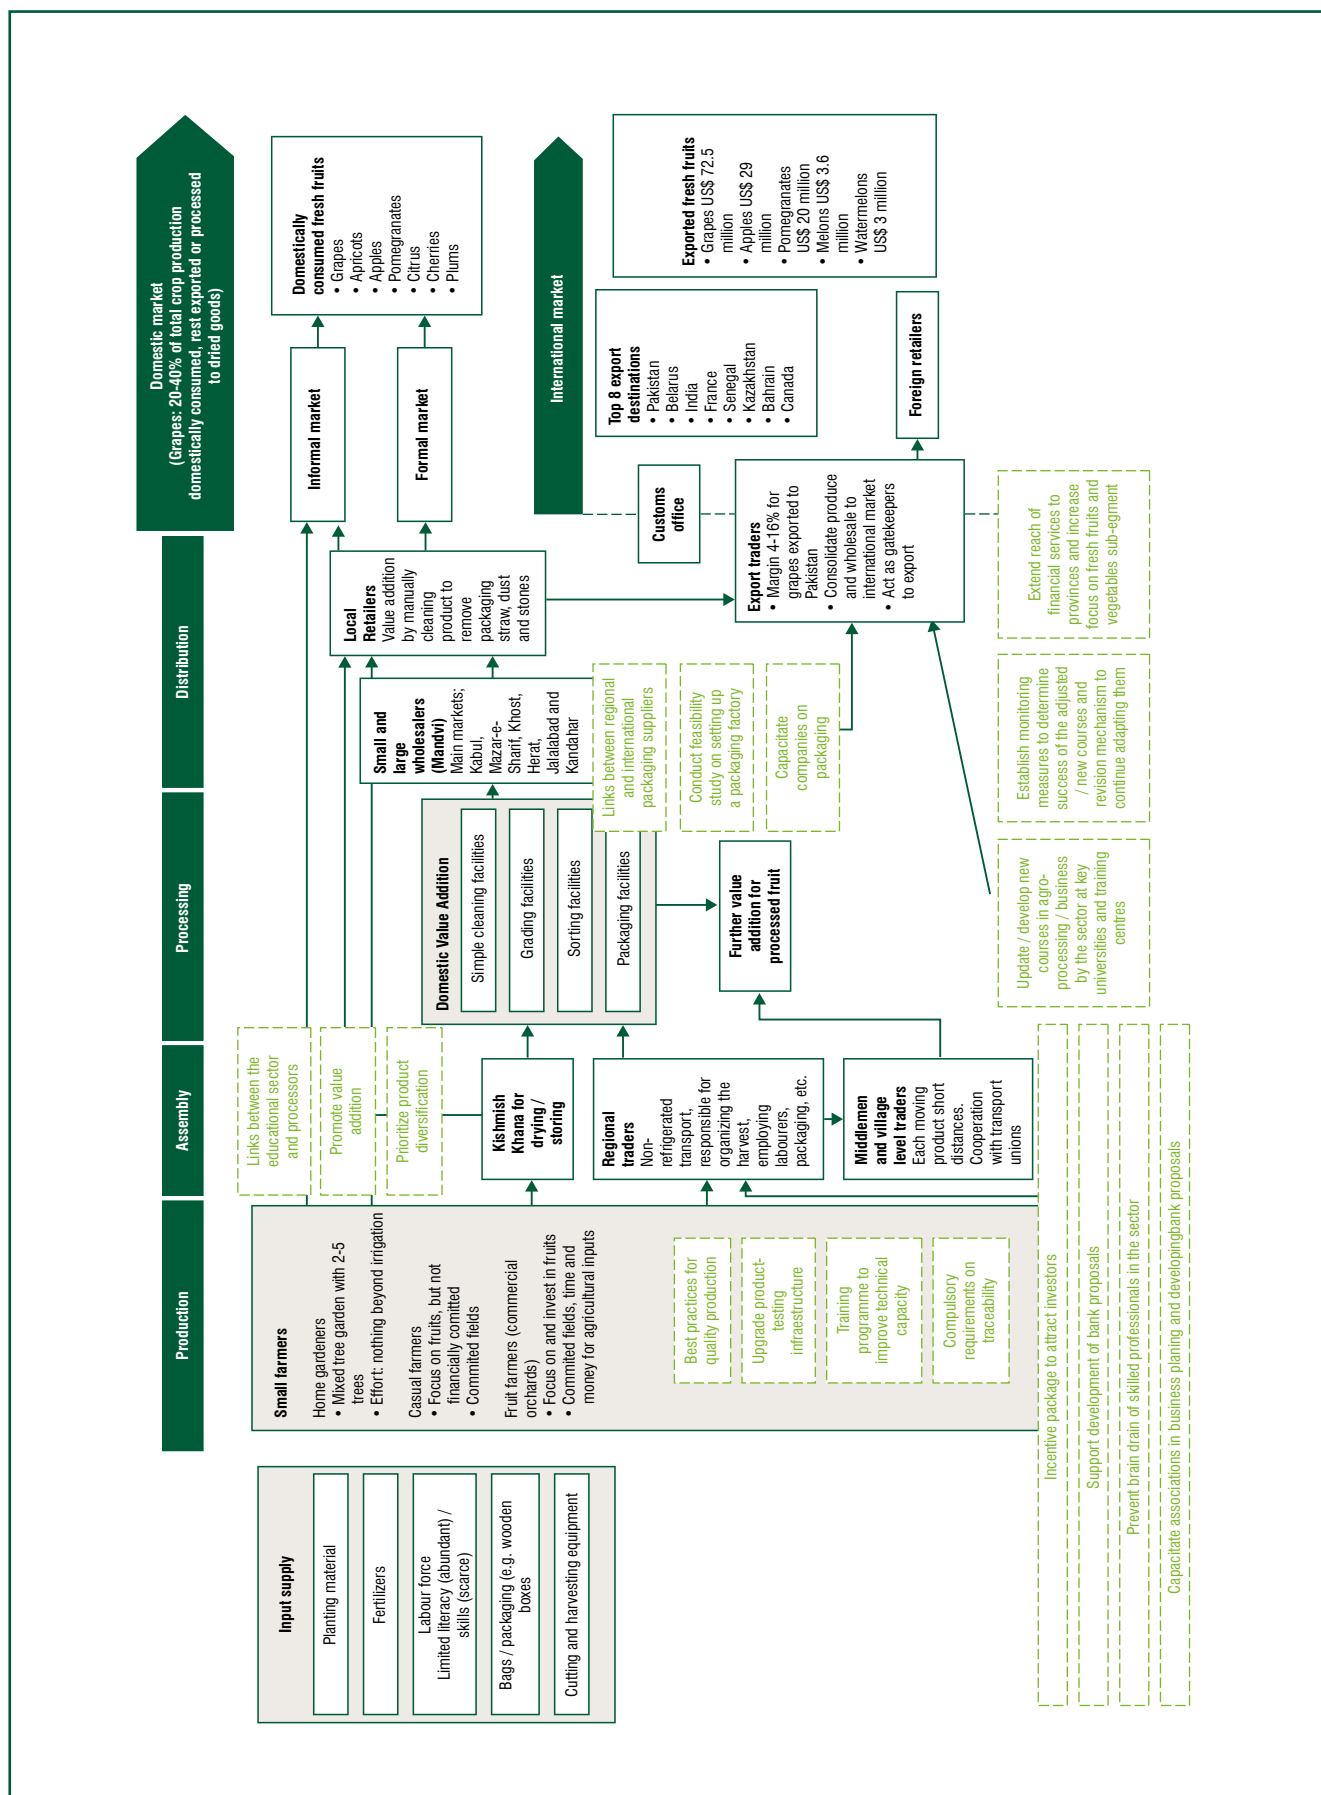 Production
Assembly
Processing
Distribution
Domestic market
(Grapes: 20-40% of total crop production
domestically consumed, rest exported or processed
to dried goods)
Input supply
Planting material
Fertilizers
Labour force
Limited literacy (abundant) /
skills (scarce)
Bags / packaging (e.g. wooden
boxes
Cutting and harvesting equipment
Small farmers
Home gardeners
• Mixed tree garden with 2-5
trees
• Effort: nothing beyond irrigation
Casual farmers
• Focus on fruits, but not
financially comitted
• Commited fields
Fruit farmers (commercial
orchards)
• Focus on and invest in fruits
• Commited fields, time and
money for agricultural inputs
Best practices for
quality production
Upgrade product-
testing
infraestructure
Training
programme to
improve technical
capacity
Compulsory
requirements on
traceability
Links between the
educational sector
and processors
Promote value
addition
Prioritize product
diversification
Kishmish
Khana for
drying /
storing
Regional
traders
Non-
refrigerated
transport,
responsible for
organizing the
harvest,
employing
labourers,
packaging, etc.
Middlemen
and village
level traders
Each moving
product short
distances.
Cooperation
with transport
unions
Domestic Value Addition
Simple cleaning facilities
Grading facilities
Sorting facilities
Packaging facilities
Further value
addition for
processed fruit
Small and
large
wholesalers
(Mandvi)
Main markets;
Kabul,
Mazar-e-
Sharif, Khost,
Herat,
Jalalabad and
Kandahar
Links between regional
and international
packaging suppliers
Conduct feasibility
study on setting up
a packaging factory
Capacitate
companies on
packaging
Local
Retailers
Value addition
by manually
cleaning
product to
remove
packaging
straw, dust
and stones
Informal market
Formal market
Domestically
consumed fresh fruits
• Grapes
• Apricots
• Apples
• Pomegranates
• Citrus
• Cherries
• Plums
International market
Customs
office
Export traders
• Margin 4-16% for
grapes exported to
Pakistan
• Consolidate produce
and wholesale to
international market
• Act as gatekeepers
to export
Top 8 export
destinations
• Pakistan
• Belarus
• India
• France
• Senegal
• Kazakhstan
• Bahrain
• Canada
Exported fresh fruits
• Grapes US$ 72.5
million
• Apples US$ 29
million
• Pomegranates
US$ 20 million
• Melons US$ 3.6
million
• Watermelons
US$ 3 million
Foreign retailers
Update / develop new
courses in agro-
processing / business
by the sector at key
universities and training
centres
Establish monitoring
measures to determine
success of the adjusted
/ new courses and
revision mechanism to
continue adapting them
Extend reach of
financial services to
provinces and increase
focus on fresh fruits and
vegetables sub-egment
Incentive package to attract investors
Support development of bank proposals
Prevent brain drain of skilled professionals in the sector
Capacitate associations in business planing and developingbank proposals